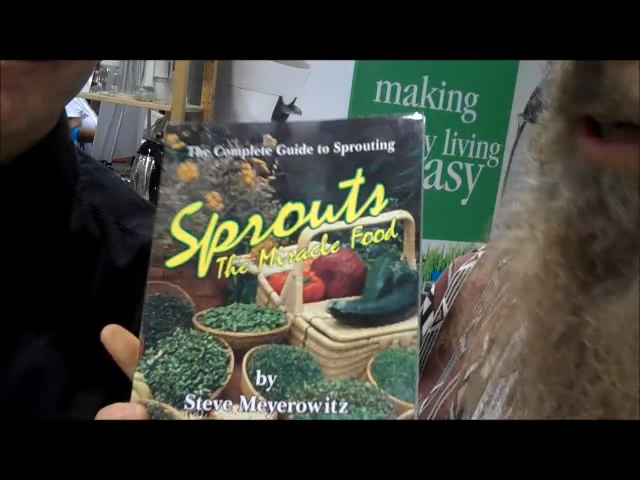 making
y living
easy
The Complete Guide to Sprouting
Sprouts
The Miracle Food
by
Steve Meyerowitz